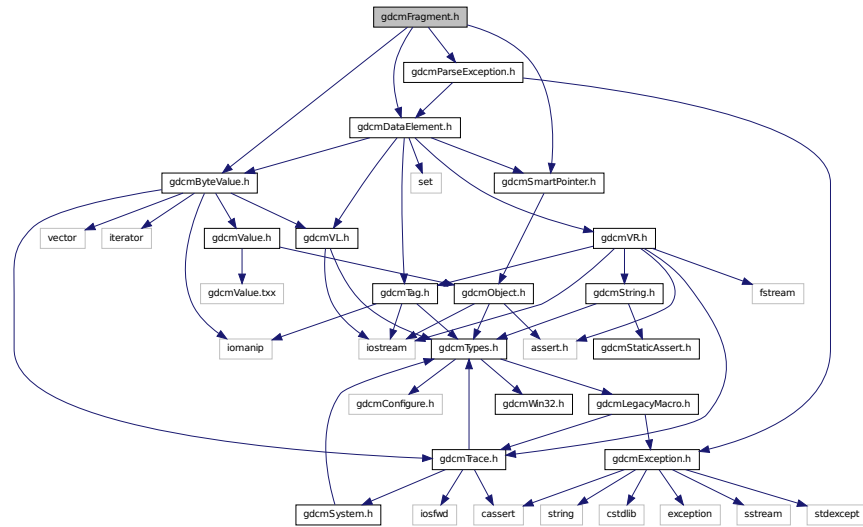 gdcmFragment.h
gdcmParseException.h
gdcmDataElement.h
gdcmByteValue.h
set
gdcmSmartPointer.h
vector
iterator
gdcmValue.h
gdcmVL.h
gdcmVR.h
gdcmValue.txx
gdcmTag.h
gdcmObject.h
gdcmString.h
fstream
iomanip
iostream
gdcmTypes.h
assert.h
gdcmStaticAssert.h
gdcmConfigure.h
gdcmWin32.h
gdcmLegacyMacro.h
gdcmTrace.h
gdcmException.h
gdcmSystem.h
iosfwd
cassert
string
cstdlib
exception
sstream
stdexcept